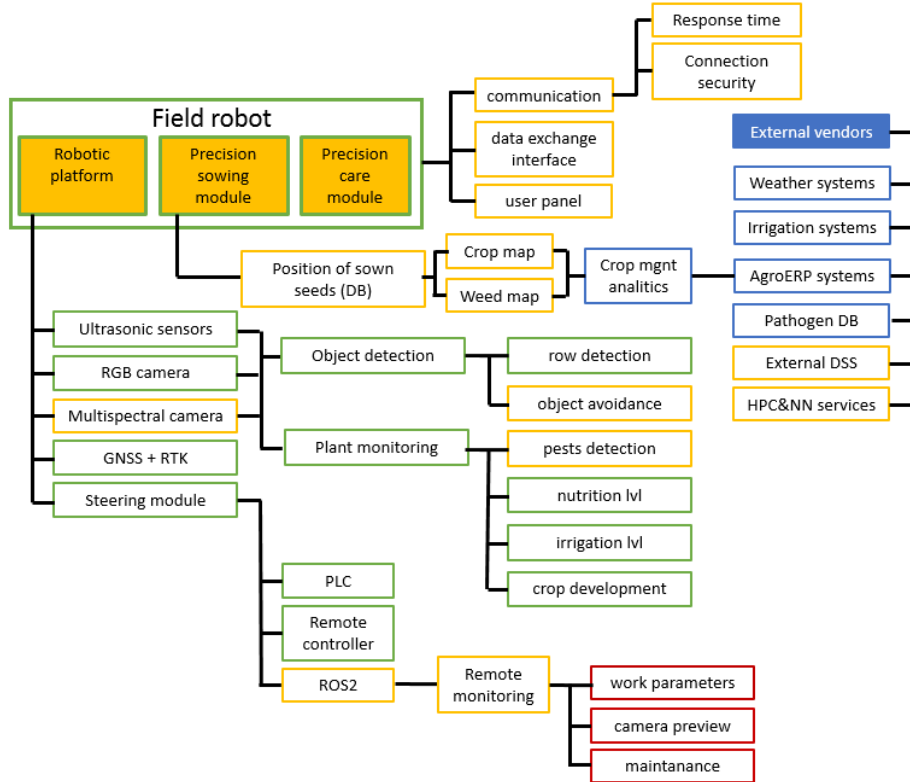 Response time
Connection
security
communication
Field robot
Robotic
platform
Precision
sowing
module
Precision
care
module
data exchange
interface
user panel
External vendors
Weather systems
Irrigation systems
AgroERP systems
Pathogen DB
External DSS
HPC&NN services
Position of sown
seeds (DB)
Crop map
Weed map
Crop mgnt
analitics
Ultrasonic sensors
RGB camera
Multispectral camera
GNSS + RTK
Steering module
Object detection
Plant monitoring
row detection
object avoidance
pests detection
nutrition lvl
irrigation lvl
crop development
PLC
Remote
controller
ROS2
Remote
monitoring
work parameters
camera preview
maintanance